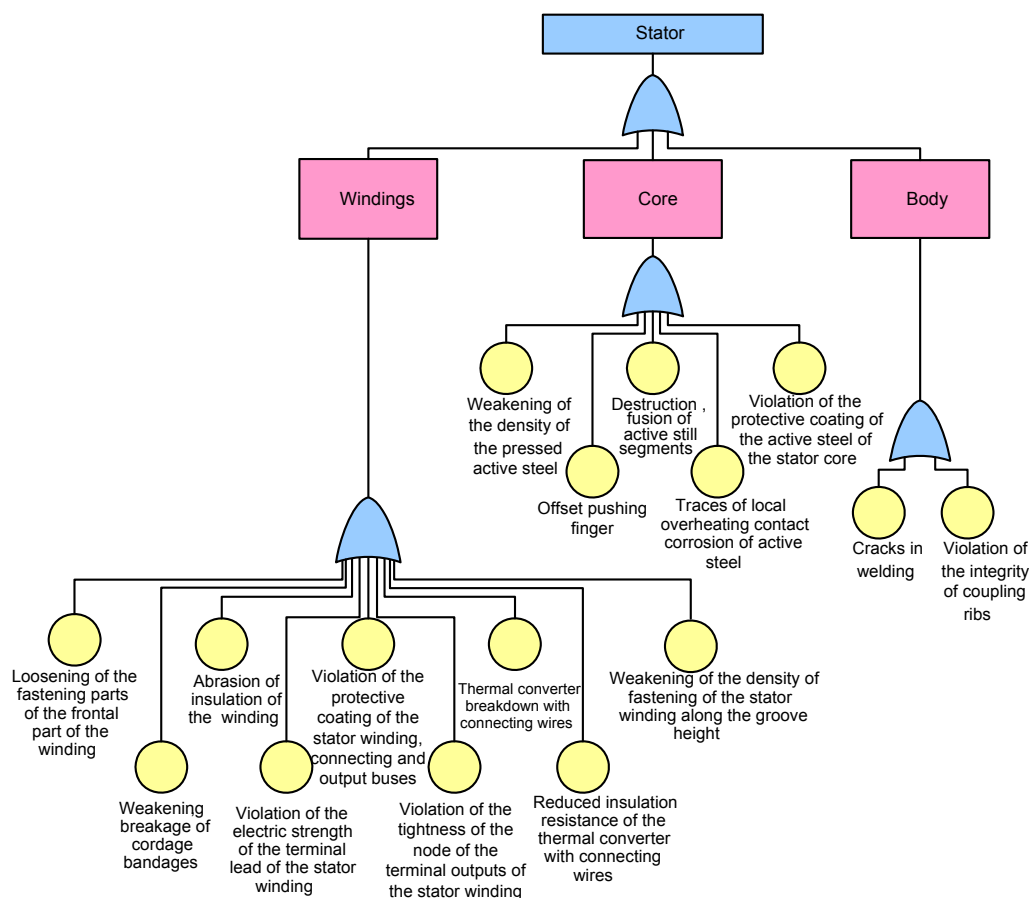 Stator
Windings
Core
Body
Weakening of
the density of
the pressed
active steel
Destruction ,
fusion of
active still
segments
Violation of the
protective coating of
the active steel of
the stator core
Offset pushing
finger
Traces of local
overheating contact
corrosion of active
steel
Cracks in
welding
Violation of
the integrity
of coupling
ribs
Loosening of the
fastening parts
of the frontal
part of the
winding
Abrasion of
insulation of
the winding
Violation of the
protective
coating of the
stator winding,
connecting and
output buses
Thermal converter
breakdown with
connecting wires
Weakening of the density of
fastening of the stator
winding along the groove
height
Weakening,
breakage of
cordage
bandages
Violation of the
electric strength
of the terminal
lead of the stator
winding
Violation of the
tightness of the
node of the
terminal outputs of
the stator winding
Reduced insulation
resistance of the
thermal converter
with connecting
wires